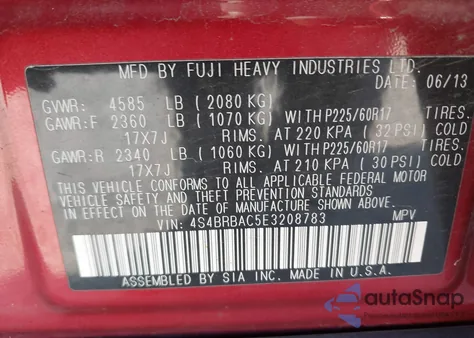 MFD BY FUJI HEAVY INDUSTRIES LTD.
DATE: 06/13
GVWR: 4585 LB (2080 KG)
GAWR:F 2360 LB (1070 KG) WITH P225/60R17 TIRES.
17X7J RIMS. AT 220 KPA (32 PSI) COLD
GAWR:R 2340 LB (1060 KG) WITH P225/60R17 TIRES.
17X7J RIMS. AT 210 KPA (30 PSI) COLD
THIS VEHICLE CONFORMS TO ALL APPLICABLE FEDERAL MOTOR
VEHICLE SAFETY AND THEFT PREVENTION STANDARDS
IN EFFECT ON THE DATE OF MANUFACTURE SHOWN ABOVE.
VIN: 4S4BRBAC5E3208783 MPV
ASSEMBLED BY SIA INC. MADE IN U.S.A.
autoSnap